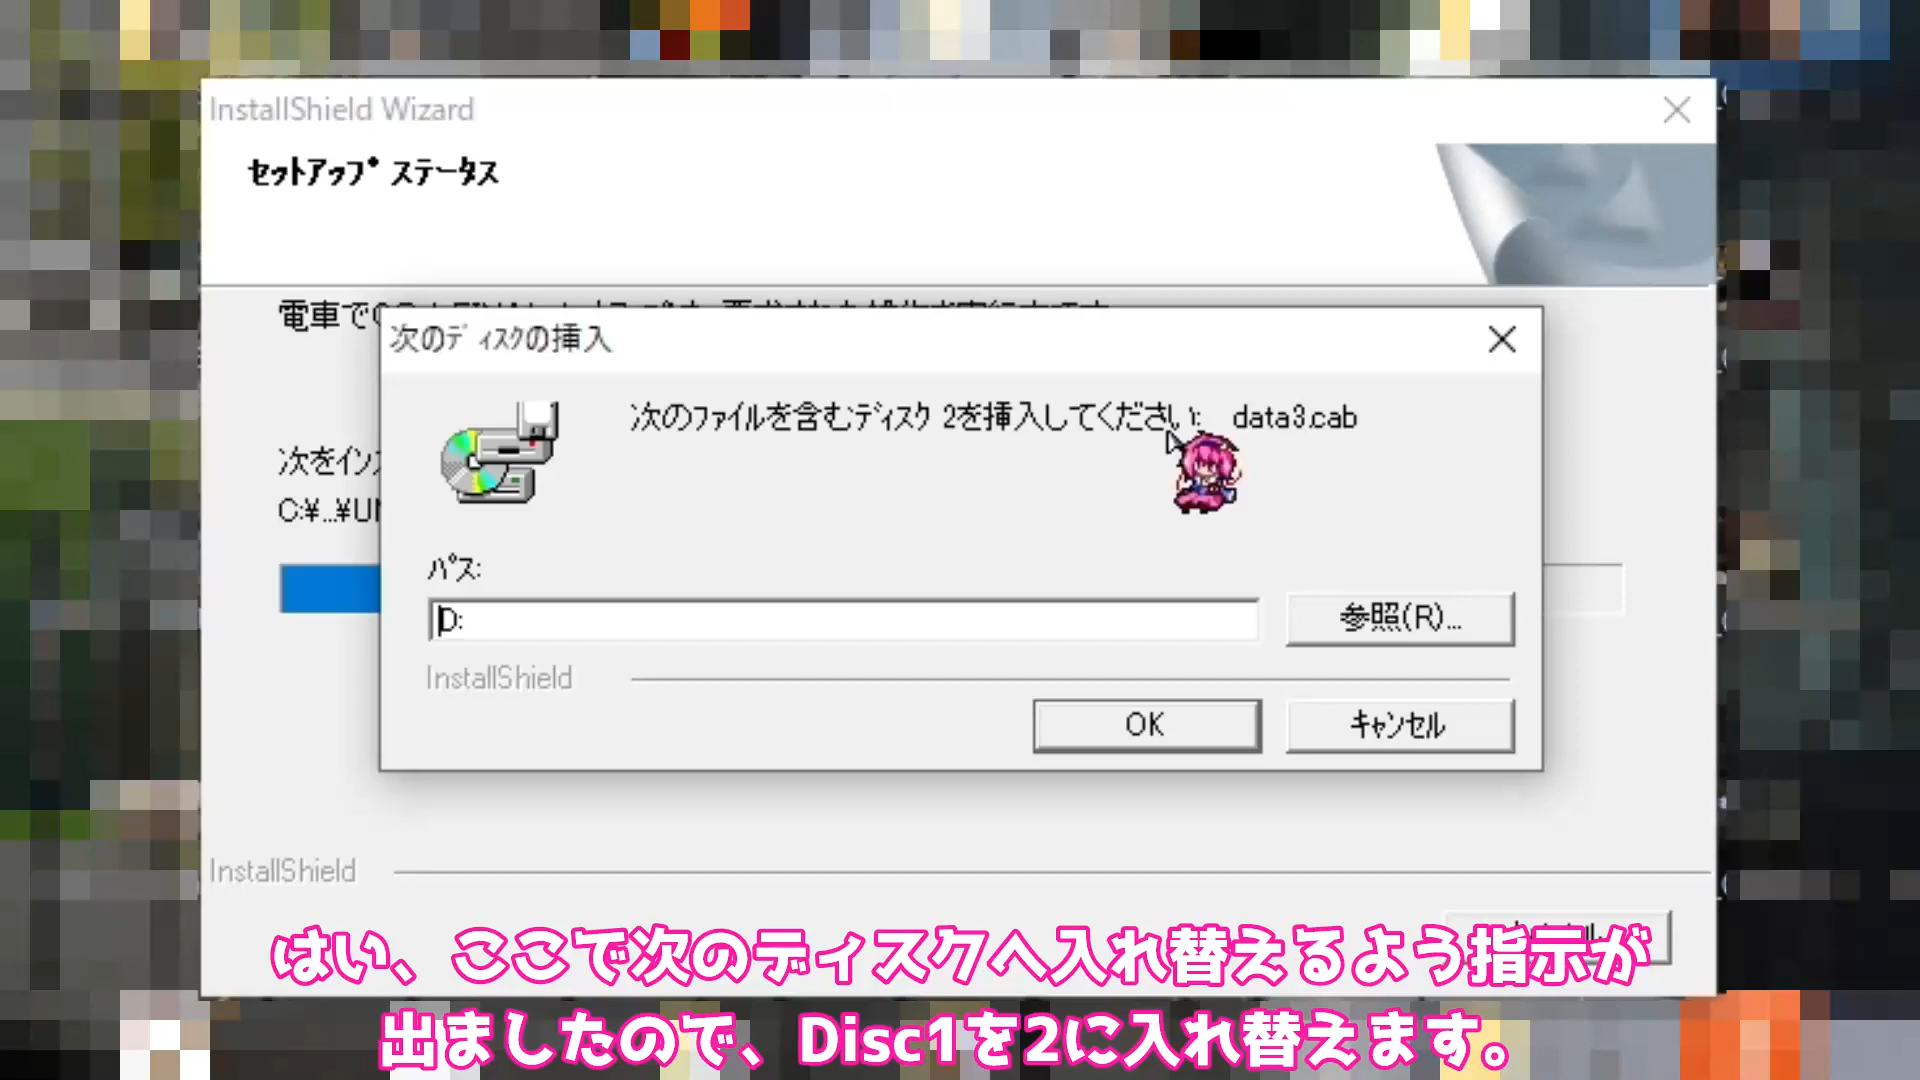 InstallShield Wizard
セットアップ ステータス
電車でGO
次のディスクの挿入
次のファイルを含むディスク 2を挿入してください: data3.cab
次をインス
C:¥...¥UN
パス:
D:
参照(R)...
InstallShield
OK
キャンセル
InstallShield
はい、ここで次のディスクへ入れ替えるよう指示が
出ましたので、Disc1を2に入れ替えます。